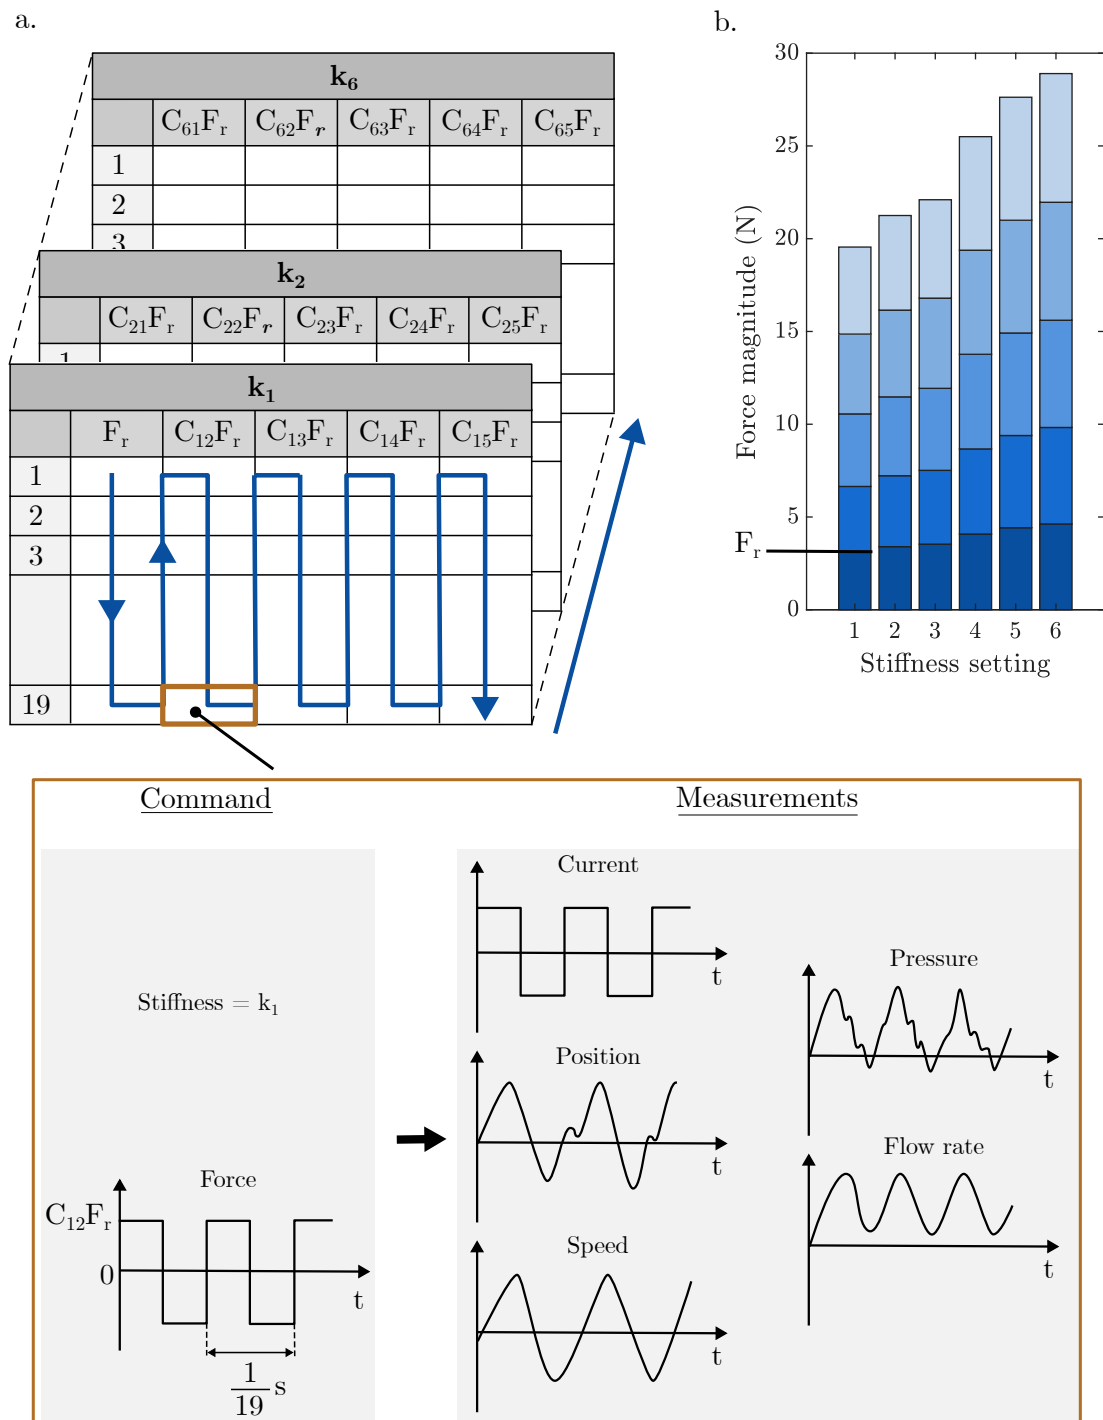 a.
k₆
C₆₁Fᵣ C₆₂Fᵣ C₆₃Fᵣ C₆₄Fᵣ C₆₅Fᵣ
1
2
3
k₂
C₂₁Fᵣ C₂₂Fᵣ C₂₃Fᵣ C₂₄Fᵣ C₂₅Fᵣ
1
k₁
Fᵣ C₁₂Fᵣ C₁₃Fᵣ C₁₄Fᵣ C₁₅Fᵣ
1
2
3
19
b.
30
25
20
15
10
5
0
Force magnitude (N)
Fᵣ
1 2 3 4 5 6
Stiffness setting
Command
Stiffness = k₁
Force
C₁₂Fᵣ
0
t
1/19 s
Measurements
Current
t
Position
t
Speed
t
Pressure
t
Flow rate
t